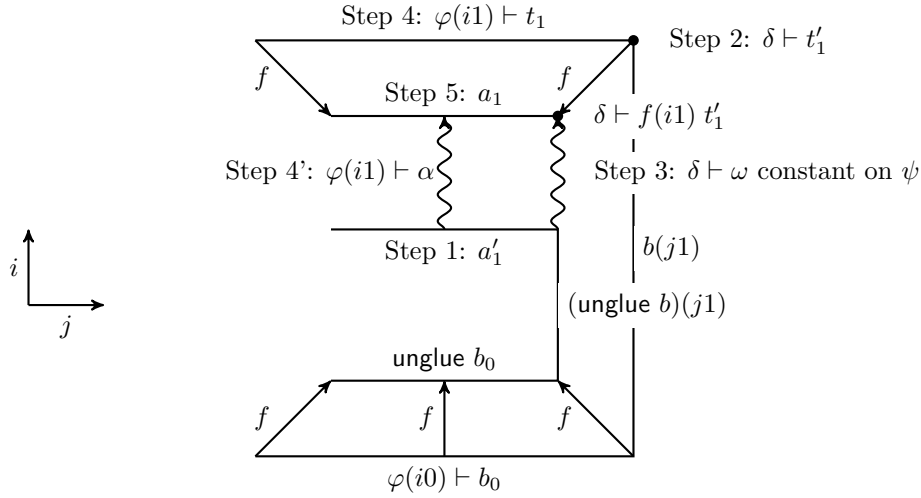 Step 4: φ(i1) ⊢ t₁
Step 2: δ ⊢ t′₁
f
f
Step 5: a₁
δ ⊢ f(i1) t′₁
Step 4’: φ(i1) ⊢ α
Step 3: δ ⊢ ω constant on ψ
Step 1: a′₁
b(j1)
i
(unglue b)(j1)
j
unglue b₀
f
f
f
φ(i0) ⊢ b₀